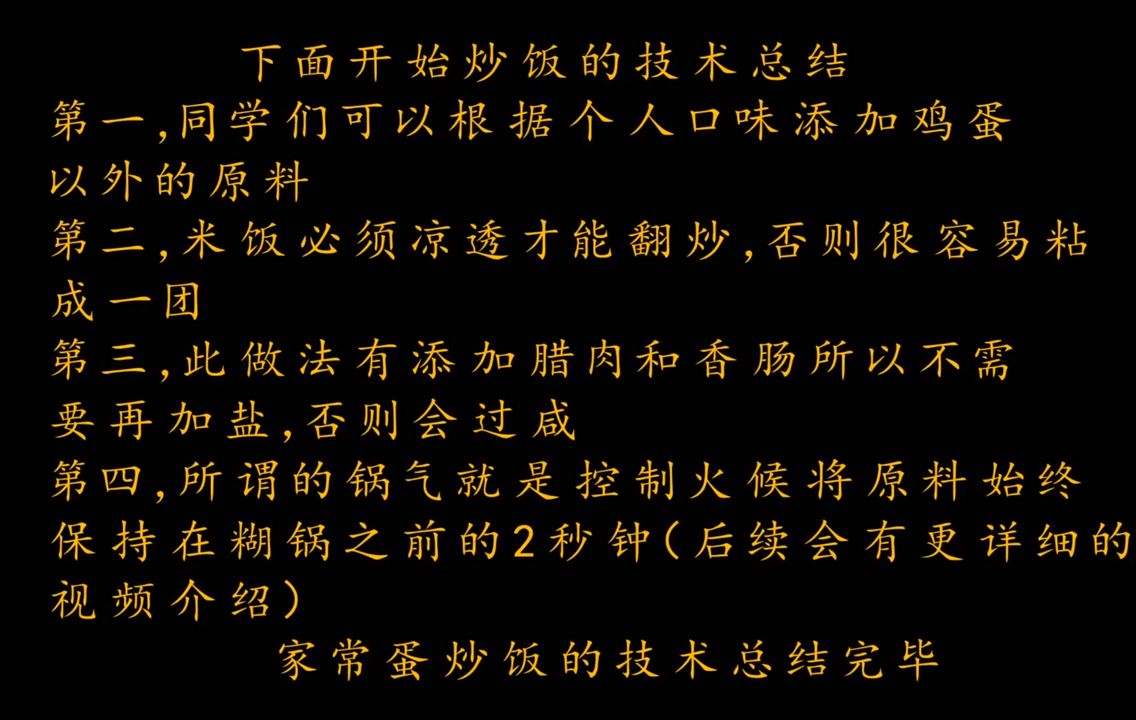 下面开始炒饭的技术总结
第一,同学们可以根据个人口味添加鸡蛋
以外的原料
第二,米饭必须凉透才能翻炒,否则很容易粘
成一团
第三,此做法有添加腊肉和香肠所以不需
要再加盐,否则会过咸
第四,所谓的锅气就是控制火候将原料始终
保持在糊锅之前的2秒钟(后续会有更详细的
视频介绍)
家常蛋炒饭的技术总结完毕